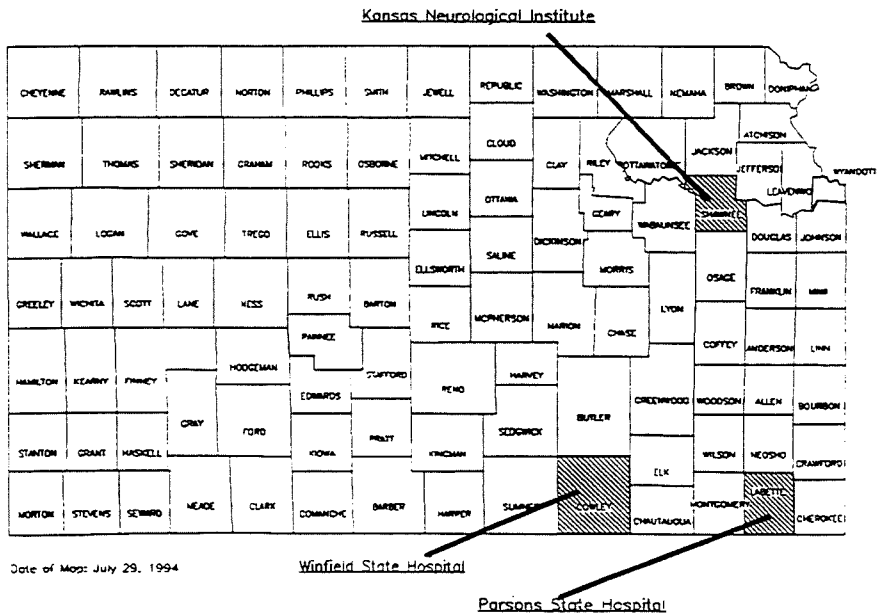 Kansas Neurological Institute
CHEYENNE RAWLINS DECATUR NORTON PHILLIPS SMITH JEWELL REPUBLIC WASHINGTON MARSHALL NEMAHA BROWN DONIPHAN
SHERMAN THOMAS SHERIDAN GRAHAM ROOKS OSBORNE MITCHELL CLOUD CLAY RILEY POTTAWATOMIE JACKSON ATCHISON
JEFFERSON LEAVENWO WYANDOTT
WALLACE LOGAN GOVE TREGO ELLIS RUSSELL LINCOLN OTTAWA GEARY WABAUNSEE SHAWNEE DOUGLAS JOHNSON
ELLSWORTH SALINE DICKINSON MORRIS OSAGE
GREELEY WICHITA SCOTT LANE NESS RUSH BARTON RICE MCPHERSON MARION CHASE LYON FRANKLIN MIAMI
PAWNEE COFFEY ANDERSON LINN
HAMILTON KEARNY FINNEY HODGEMAN STAFFORD RENO HARVEY
EDWARDS GREENWOOD WOODSON ALLEN BOURBON
GRAY FORD PRATT SEDGWICK BUTLER
STANTON GRANT HASKELL KIOWA KINGMAN ELK WILSON NEOSHO CRAWFORD
MORTON STEVENS SEWARD MEADE CLARK COMANCHE BARBER HARPER SUMNER COWLEY CHAUTAUQUA MONTGOMERY LABETTE CHEROKEE
Date of Map: July 29, 1994
Winfield State Hospital
Parsons State Hospital